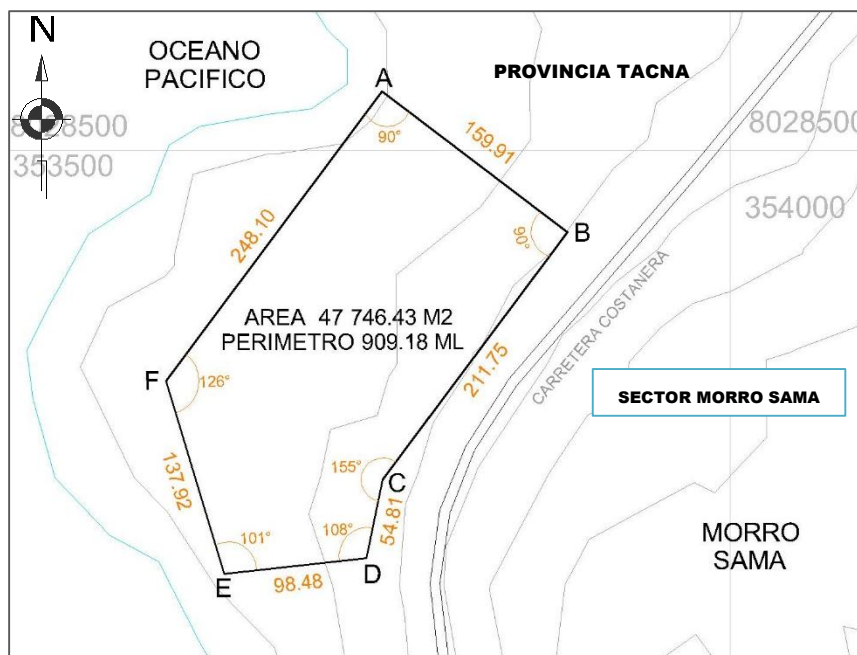 N
OCEANO
PACIFICO
A
PROVINCIA TACNA
8028500
8028500
353500
90°
159.91
354000
B
90°
248.10
CARRETERA COSTANERA
AREA 47 746.43 M2
PERIMETRO 909.18 ML
211.75
F
126°
SECTOR MORRO SAMA
155°
C
137.92
54.81
108°
101°
MORRO
SAMA
E
98.48
D